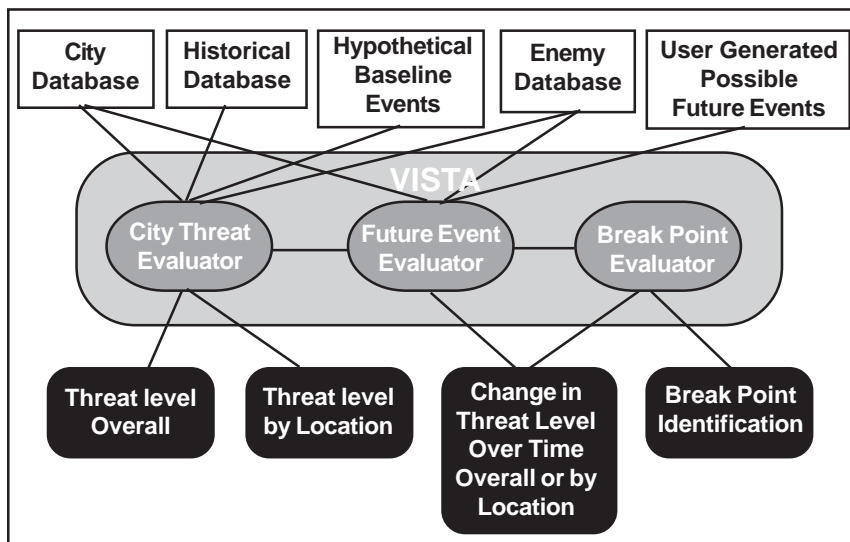 City
Database
Historical
Database
Hypothetical
Baseline
Events
Enemy
Database
User Generated
Possible
Future Events
VISTA
City Threat
Evaluator
Future Event
Evaluator
Break Point
Evaluator
Threat level
Overall
Threat level
by Location
Change in
Threat Level
Over Time
Overall or by
Location
Break Point
Identification